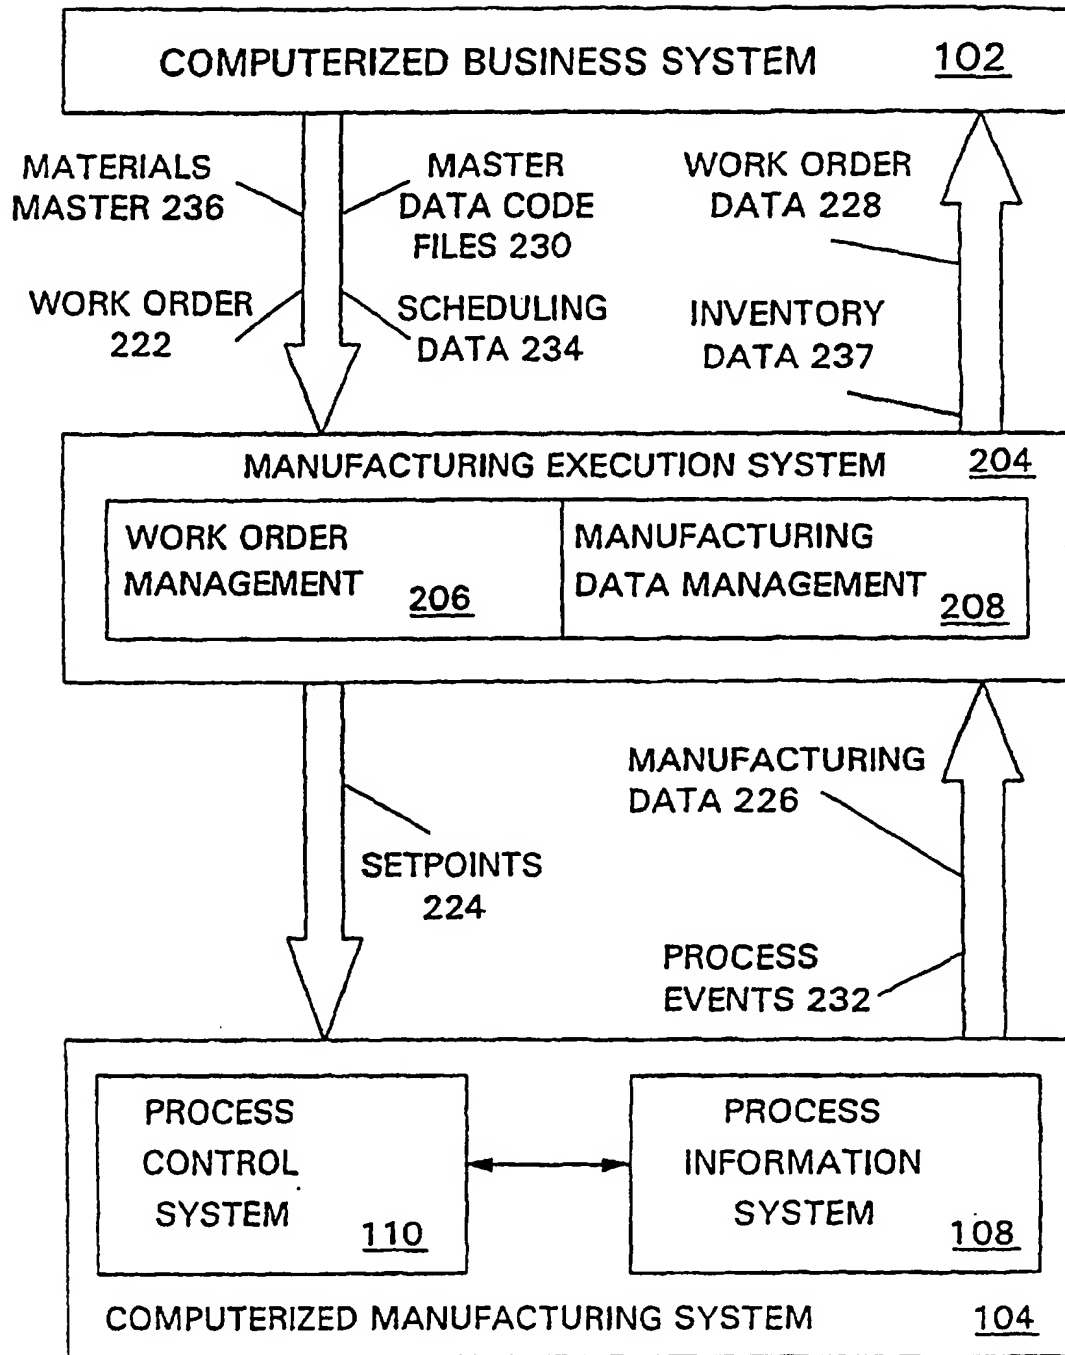 COMPUTERIZED BUSINESS SYSTEM 102
MATERIALS
MASTER 236
MASTER
DATA CODE
FILES 230
WORK ORDER
DATA 228
WORK ORDER
222
SCHEDULING
DATA 234
INVENTORY
DATA 237
MANUFACTURING EXECUTION SYSTEM 204
WORK ORDER
MANAGEMENT 206
MANUFACTURING
DATA MANAGEMENT 208
MANUFACTURING
DATA 226
SETPOINTS
224
PROCESS
EVENTS 232
PROCESS
CONTROL
SYSTEM 110
PROCESS
INFORMATION
SYSTEM 108
COMPUTERIZED MANUFACTURING SYSTEM 104